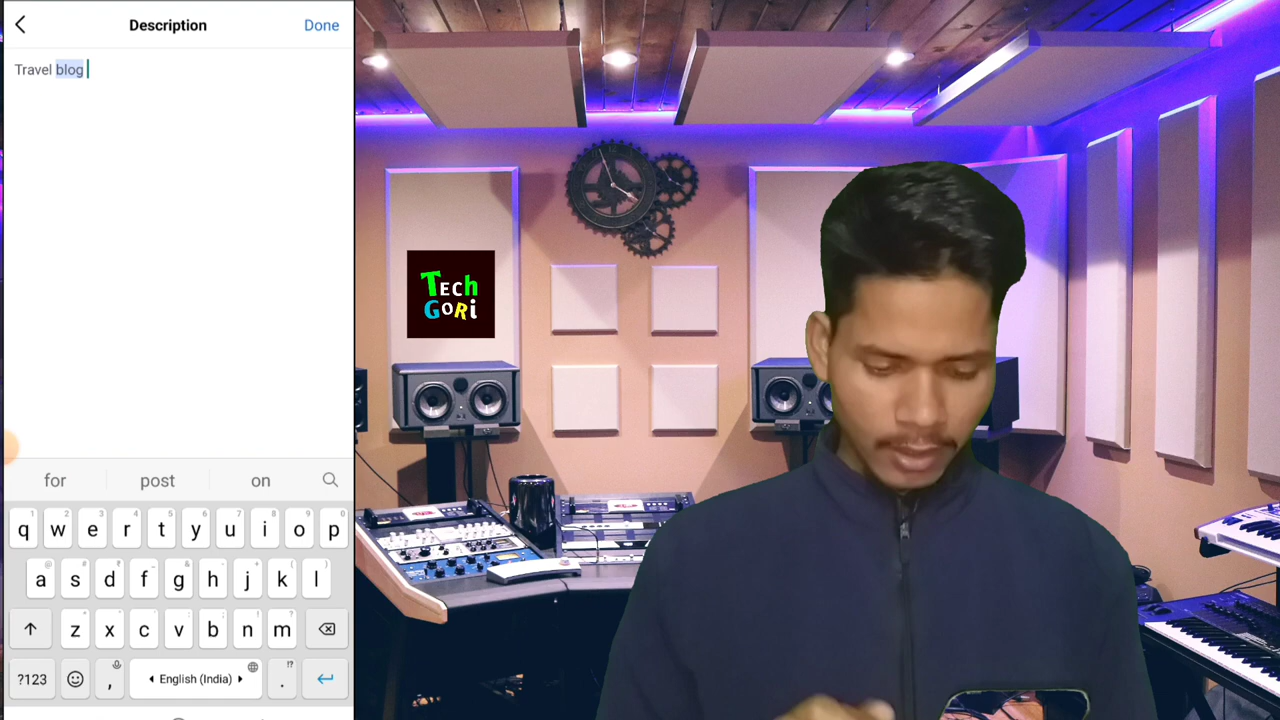 Description
Done
Travel blog
for
post
on
q w e r t y u i o p
a s d f g h j k l
z x c v b n m
?123
,
English (India)
.
TECh
GORi